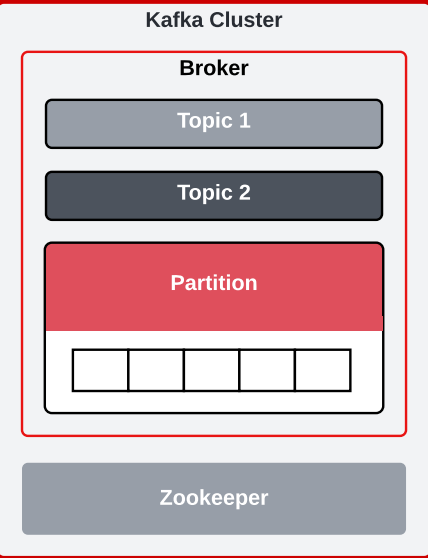 Kafka Cluster
Broker
Topic 1
Topic 2
Partition
Zookeeper